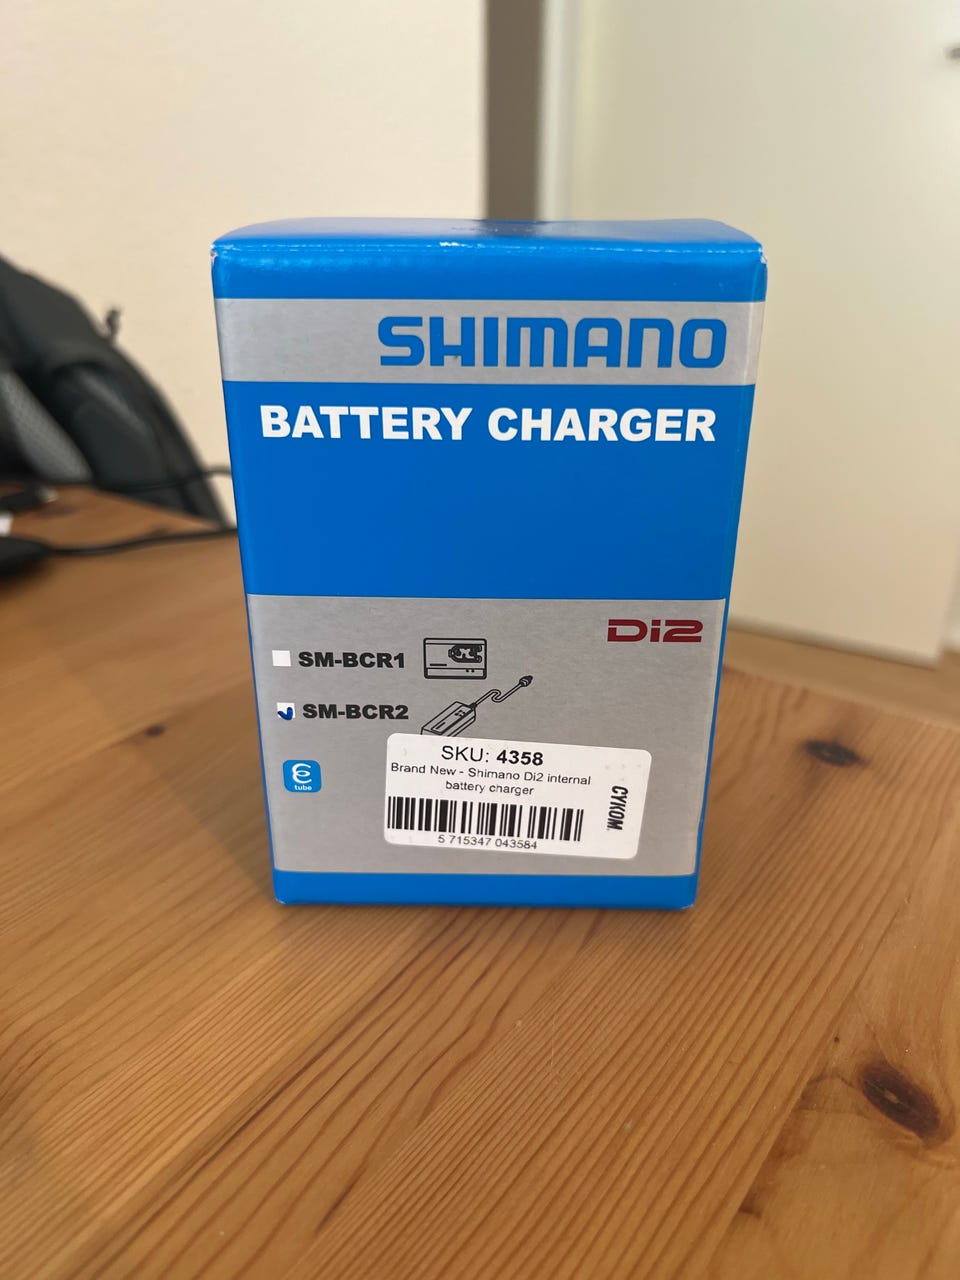 SHIMANO
BATTERY CHARGER
Di2
SM-BCR1
SM-BCR2
e
tube
SKU: 4358
Brand New - Shimano Di2 internal
battery charger
CYKOM.
5 715347 043584